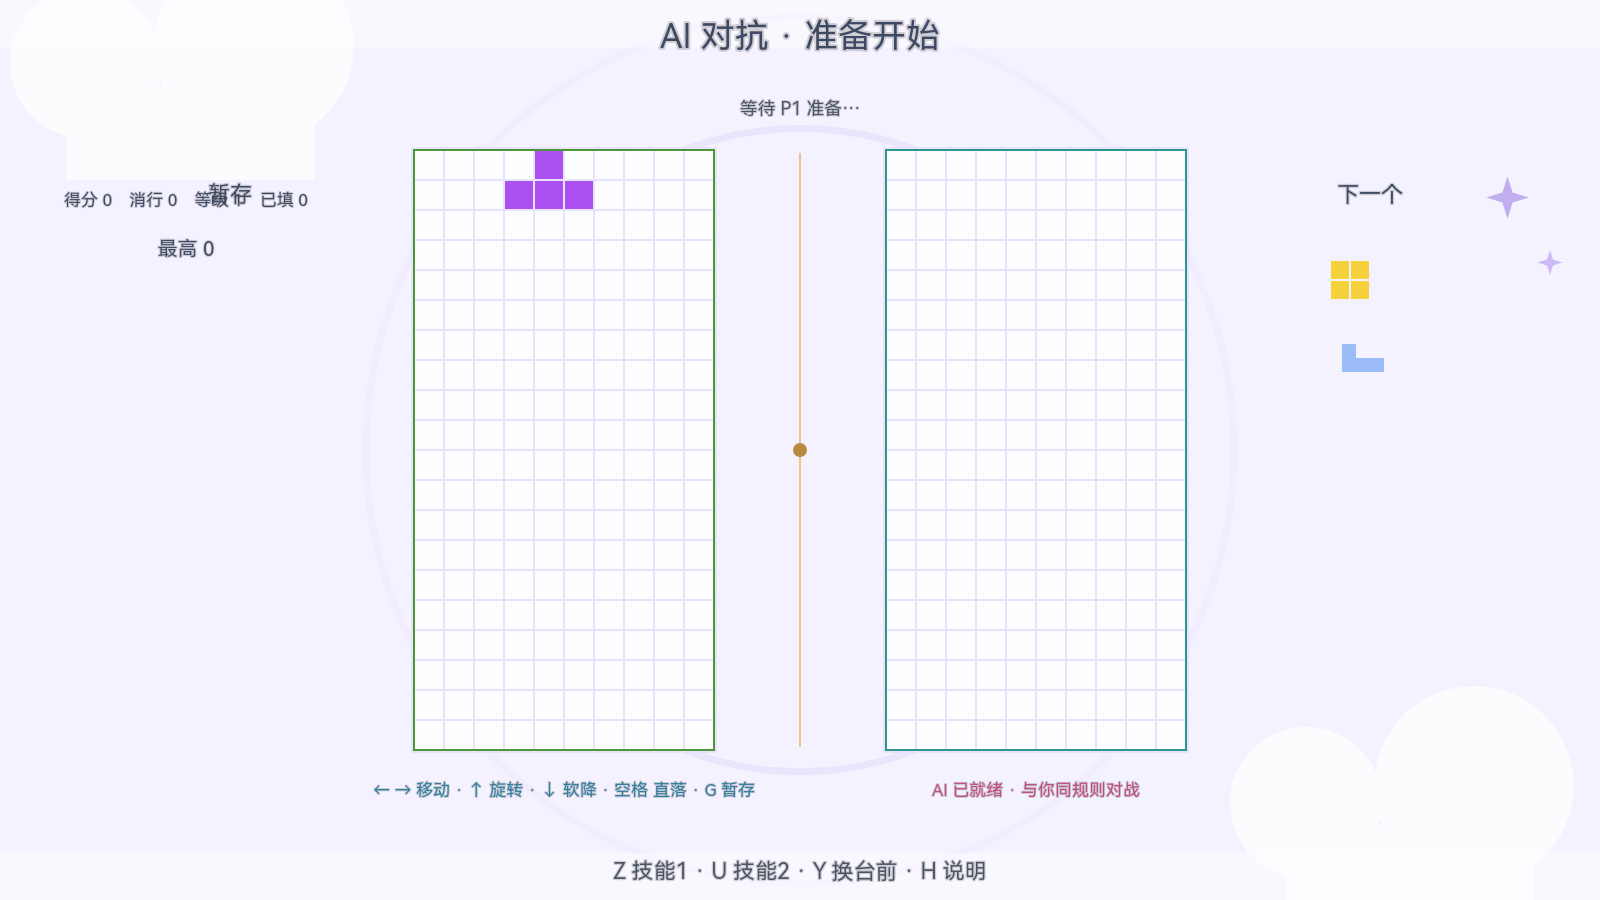 AI 对抗 · 准备开始
等待 P1 准备…
暂存
得分 0 消行 0 等级 已填 0
最高 0
下一个
←→ 移动 · ↑ 旋转 · ↓ 软降 · 空格 直落 · G 暂存
AI 已就绪 · 与你同规则对战
Z 技能1 · U 技能2 · Y 换台前 · H 说明